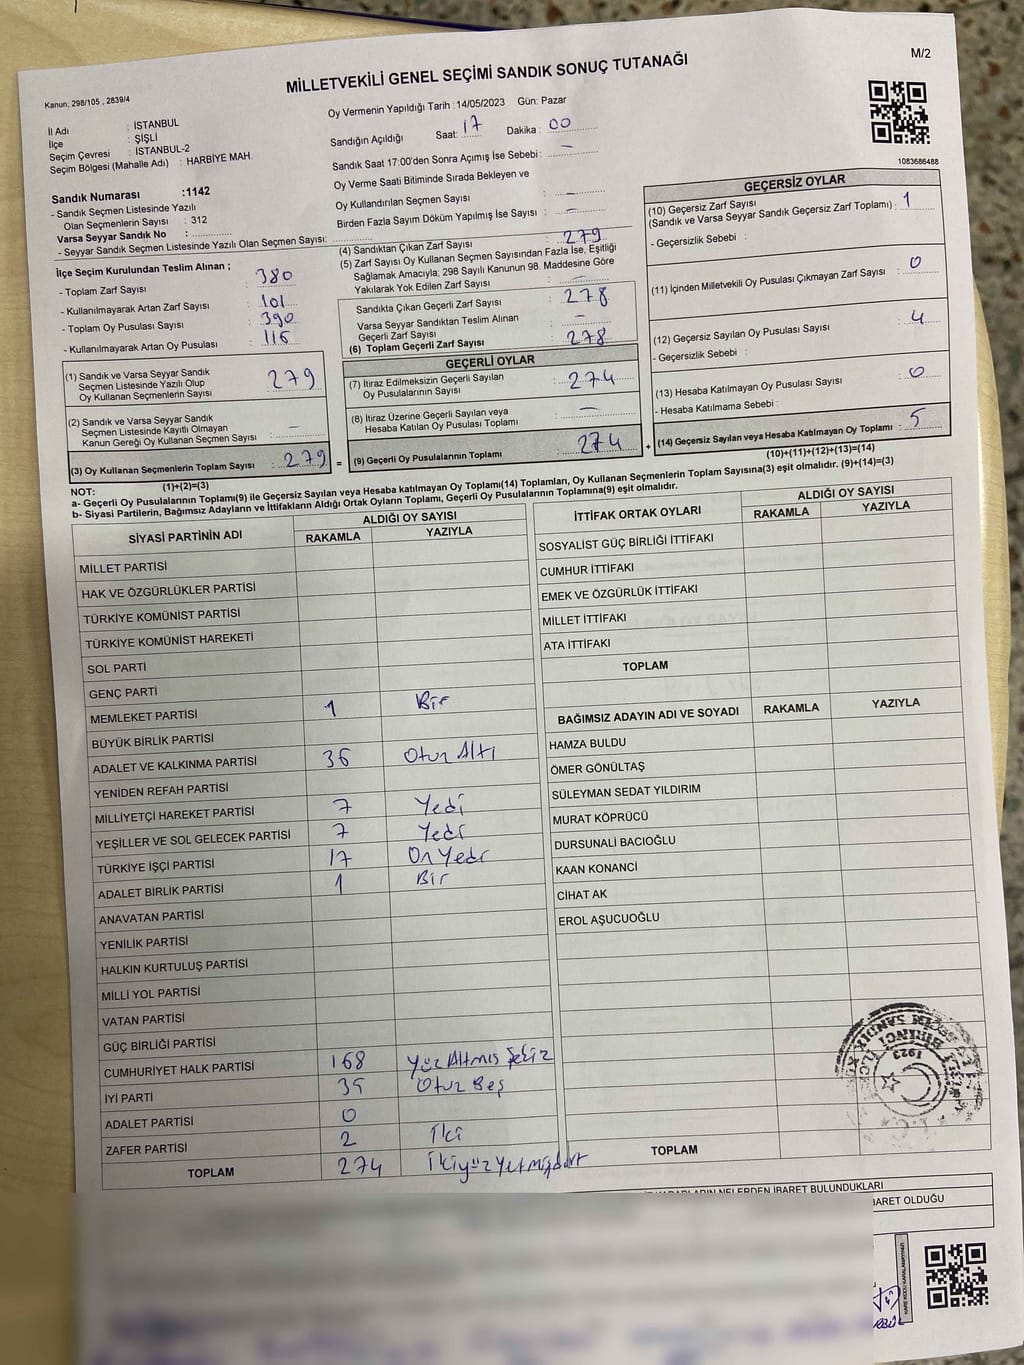 MİLLETVEKİLİ GENEL SEÇİMİ SANDIK SONUÇ TUTANAĞI
M/2
Kanun; 298/105 , 2839/4
İl Adı : İSTANBUL
İlçe : ŞİŞLİ
Seçim Çevresi : İSTANBUL-2
Seçim Bölgesi (Mahalle Adı) : HARBİYE MAH.
Sandık Numarası :1142
- Sandık Seçmen Listesinde Yazılı
Olan Seçmenlerin Sayısı : 312
Varsa Seyyar Sandık No :
- Seyyar Sandık Seçmen Listesinde Yazılı Olan Seçmen Sayısı:
Oy Vermenin Yapıldığı Tarih :14/05/2023 Gün: Pazar
Sandığın Açıldığı Saat: 17 Dakika : 00
Sandık Saat 17:00'den Sonra Açımış İse Sebebi : –
Oy Verme Saati Bitiminde Sırada Bekleyen ve
Oy Kullandırılan Seçmen Sayısı : –
Birden Fazla Sayım Döküm Yapılmış İse Sayısı : –
1083686488
İlçe Seçim Kurulundan Teslim Alınan ;
- Toplam Zarf Sayısı : 380
- Kullanılmayarak Artan Zarf Sayısı : 101
- Toplam Oy Pusulası Sayısı : 390
- Kullanılmayarak Artan Oy Pusulası : 116
(1) Sandık ve Varsa Seyyar Sandık
Seçmen Listesinde Yazılı Olup
Oy Kullanan Seçmenlerin Sayısı : 279
(2) Sandık ve Varsa Seyyar Sandık
Seçmen Listesinde Kayıtlı Olmayan
Kanun Gereği Oy Kullanan Seçmen Sayısı : –
(3) Oy Kullanan Seçmenlerin Toplam Sayısı : 279 =
(1)+(2)=(3)
(4) Sandıktan Çıkan Zarf Sayısı : 279
(5) Zarf Sayısı Oy Kullanan Seçmen Sayısından Fazla İse, Eşitliği
Sağlamak Amacıyla, 298 Sayılı Kanunun 98. Maddesine Göre
Yakılarak Yok Edilen Zarf Sayısı : –
Sandıkta Çıkan Geçerli Zarf Sayısı : 278
Varsa Seyyar Sandıktan Teslim Alınan
Geçerli Zarf Sayısı : –
(6) Toplam Geçerli Zarf Sayısı : 278
GEÇERLİ OYLAR
(7) İtiraz Edilmeksizin Geçerli Sayılan
Oy Pusulalarının Sayısı : 274
(8) İtiraz Üzerine Geçerli Sayılan veya
Hesaba Katılan Oy Pusulası Toplamı : –
(9) Geçerli Oy Pusulalarının Toplamı : 274 +
GEÇERSİZ OYLAR
(10) Geçersiz Zarf Sayısı
(Sandık ve Varsa Seyyar Sandık Geçersiz Zarf Toplamı) : 1
- Geçersizlik Sebebi :
(11) İçinden Milletvekili Oy Pusulası Çıkmayan Zarf Sayısı : 0
(12) Geçersiz Sayılan Oy Pusulası Sayısı : 4
- Geçersizlik Sebebi :
(13) Hesaba Katılmayan Oy Pusulası Sayısı : 0
- Hesaba Katılmama Sebebi :
(14) Geçersiz Sayılan veya Hesaba Katılmayan Oy Toplamı : 5
(10)+(11)+(12)+(13)=(14)
NOT:
a- Geçerli Oy Pusulalarının Toplamı(9) ile Geçersiz Sayılan veya Hesaba Katılmayan Oy Toplamı(14) Toplamları, Oy Kullanan Seçmenlerin Toplam Sayısına(3) eşit olmalıdır. (9)+(14)=(3)
b- Siyasi Partilerin, Bağımsız Adayların ve İttifakların Aldığı Ortak Oyların Toplamı, Geçerli Oy Pusulalarının Toplamına(9) eşit olmalıdır.
SİYASİ PARTİNİN ADI ALDIĞI OY SAYISI
RAKAMLA YAZIYLA
MİLLET PARTİSİ
HAK VE ÖZGÜRLÜKLER PARTİSİ
TÜRKİYE KOMÜNİST PARTİSİ
TÜRKİYE KOMÜNİST HAREKETİ
SOL PARTİ
GENÇ PARTİ
MEMLEKET PARTİSİ 1 Bir
BÜYÜK BİRLİK PARTİSİ
ADALET VE KALKINMA PARTİSİ 36 Otuz Altı
YENİDEN REFAH PARTİSİ
MİLLİYETÇİ HAREKET PARTİSİ 7 Yedi
YEŞİLLER VE SOL GELECEK PARTİSİ 7 Yedi
TÜRKİYE İŞÇİ PARTİSİ 17 On Yedi
ADALET BİRLİK PARTİSİ 1 Bir
ANAVATAN PARTİSİ
YENİLİK PARTİSİ
HALKIN KURTULUŞ PARTİSİ
MİLLİ YOL PARTİSİ
VATAN PARTİSİ
GÜÇ BİRLİĞİ PARTİSİ
CUMHURİYET HALK PARTİSİ 168 Yüz Altmış Sekiz
İYİ PARTİ 35 Otuz Beş
ADALET PARTİSİ 0
ZAFER PARTİSİ 2 İki
TOPLAM 274 İkiyüzYetmişdört
İTTİFAK ORTAK OYLARI ALDIĞI OY SAYISI
RAKAMLA YAZIYLA
SOSYALİST GÜÇ BİRLİĞİ İTTİFAKI
CUMHUR İTTİFAKI
EMEK VE ÖZGÜRLÜK İTTİFAKI
MİLLET İTTİFAKI
ATA İTTİFAKI
TOPLAM
BAĞIMSIZ ADAYIN ADI VE SOYADI RAKAMLA YAZIYLA
HAMZA BULDU
ÖMER GÖNÜLTAŞ
SÜLEYMAN SEDAT YILDIRIM
MURAT KÖPRÜCÜ
DURSUNALİ BACIOĞLU
KAAN KONANCİ
CİHAT AK
EROL AŞUCUOĞLU
TOPLAM
1923
NELERDEN İBARET BULUNDUKLARI
BARET OLDUĞU